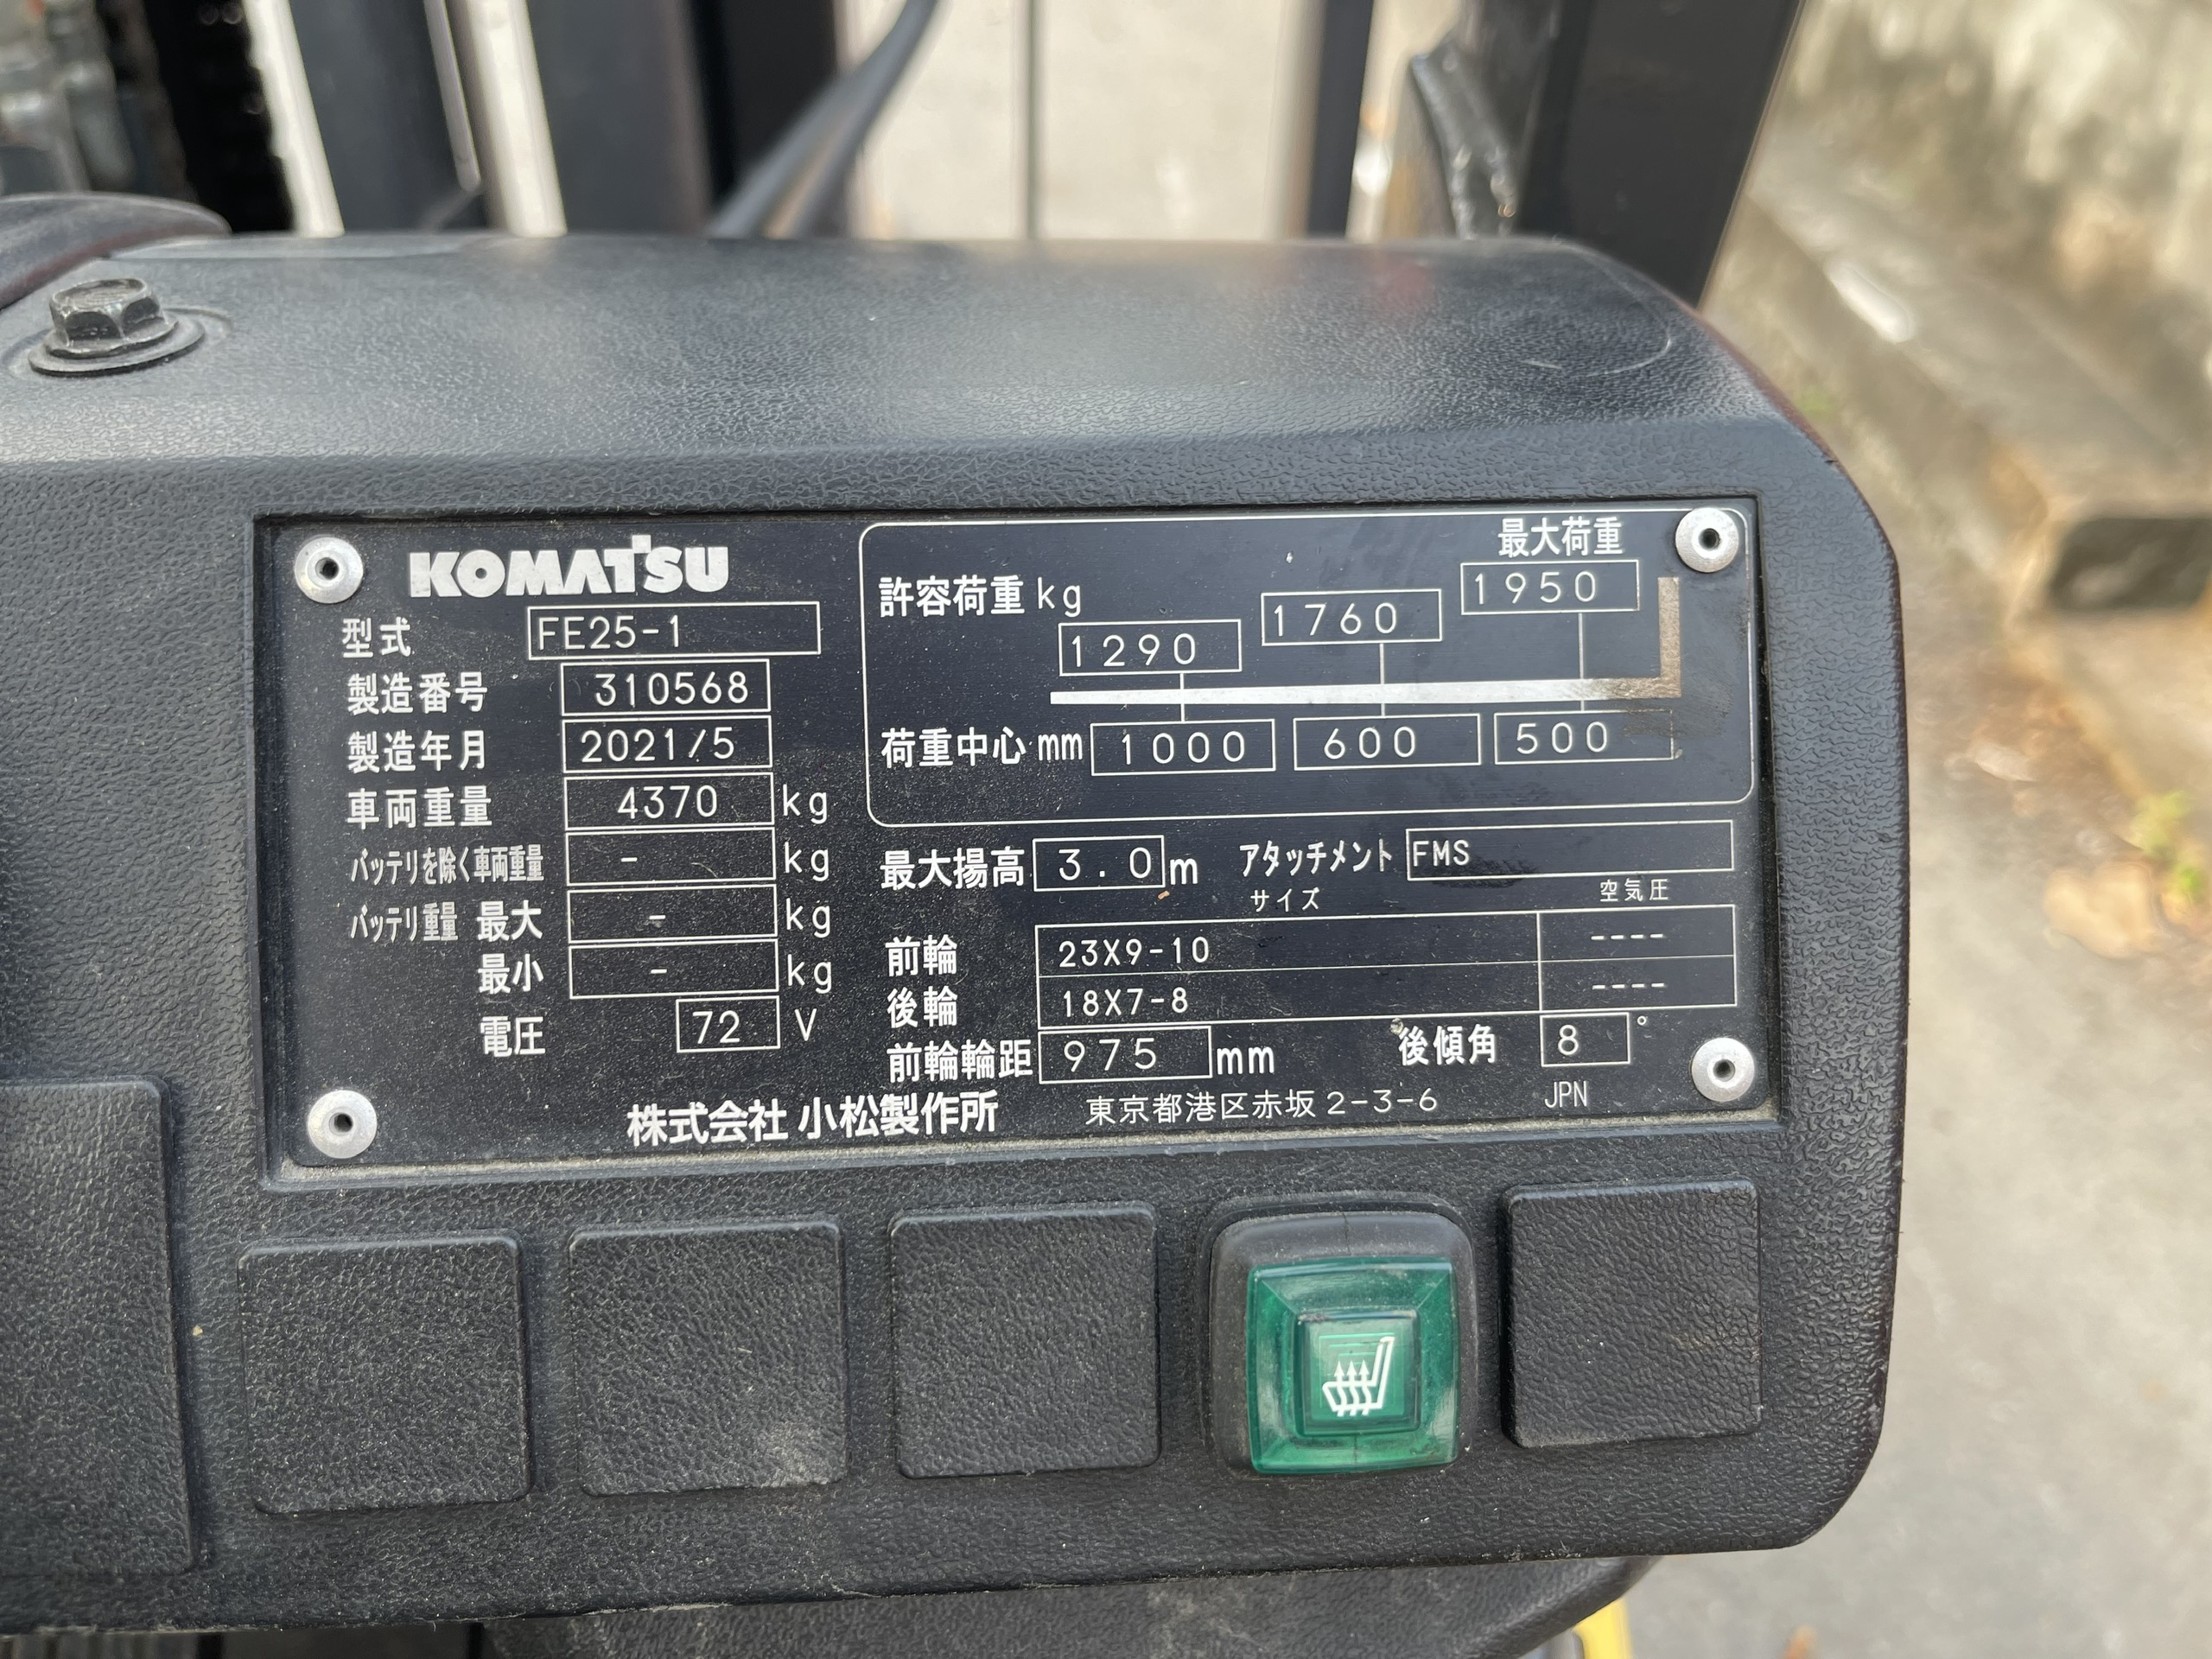 KOMATSU
型式 FE25-1
製造番号 310568
製造年月 2021/5
車両重量 4370 kg
バッテリを除く車両重量 - kg
バッテリ重量 最大 - kg
最小 - kg
電圧 72 V
最大荷重
許容荷重 kg 1290 1760 1950
荷重中心 mm 1000 600 500
最大揚高 3.0 m アタッチメント FMS
サイズ 空気圧
前輪 23X9-10 ----
後輪 18X7-8 ----
前輪輪距 975 mm 後傾角 8 °
株式会社 小松製作所 東京都港区赤坂 2-3-6 JPN